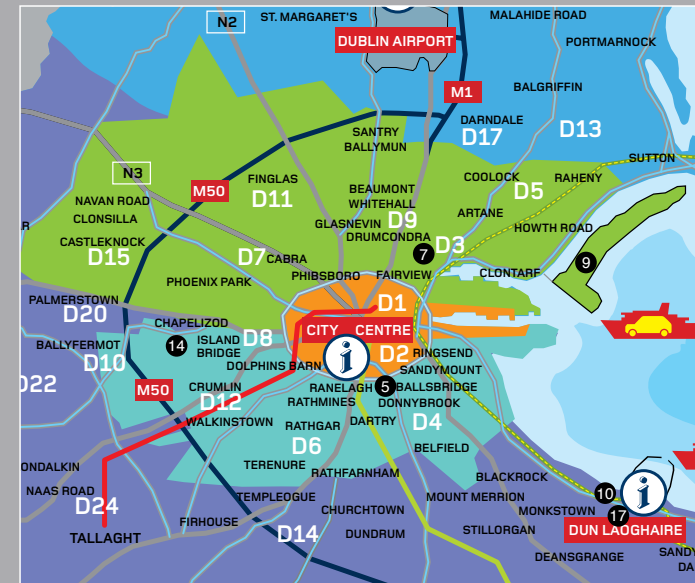 N2
ST. MARGARET'S
MALAHIDE ROAD
DUBLIN AIRPORT
PORTMARNOCK
M1
BALGRIFFIN
DARNDALE
D17
D13
SANTRY
BALLYMUN
SUTTON
N3
M50
FINGLAS
D11
COOLOCK
D5
RAHENY
BEAUMONT
WHITEHALL
D9
NAVAN ROAD
CLONSILLA
ARTANE
GLASNEVIN
DRUMCONDRA
D3
HOWTH ROAD
CASTLEKNOCK
D15
D7
CABRA
7
9
PHIBSBORO
FAIRVIEW
CLONTARF
PHOENIX PARK
PALMERSTOWN
D20
D1
CHAPELIZOD
CITY CENTRE
BALLYFERMOT
D10
14
ISLAND
BRIDGE
D8
i
D2
RINGSEND
DOLPHINS BARN
SANDYMOUNT
D22
M50
CRUMLIN
D12
RANELAGH
5
BALLSBRIDGE
RATHMINES
DONNYBROOK
WALKINSTOWN
RATHGAR
DARTRY
D4
D6
BELFIELD
TERENURE
RATHFARNHAM
ONDALKIN
NAAS ROAD
BLACKROCK
D24
TEMPLEOGUE
MOUNT MERRION
10
i
CHURCHTOWN
MONKSTOWN
17
FIRHOUSE
TALLAGHT
D14
DUNDRUM
STILLORGAN
DUN LAOGHAIRE
DEANSGRANGE
SANDY
DA